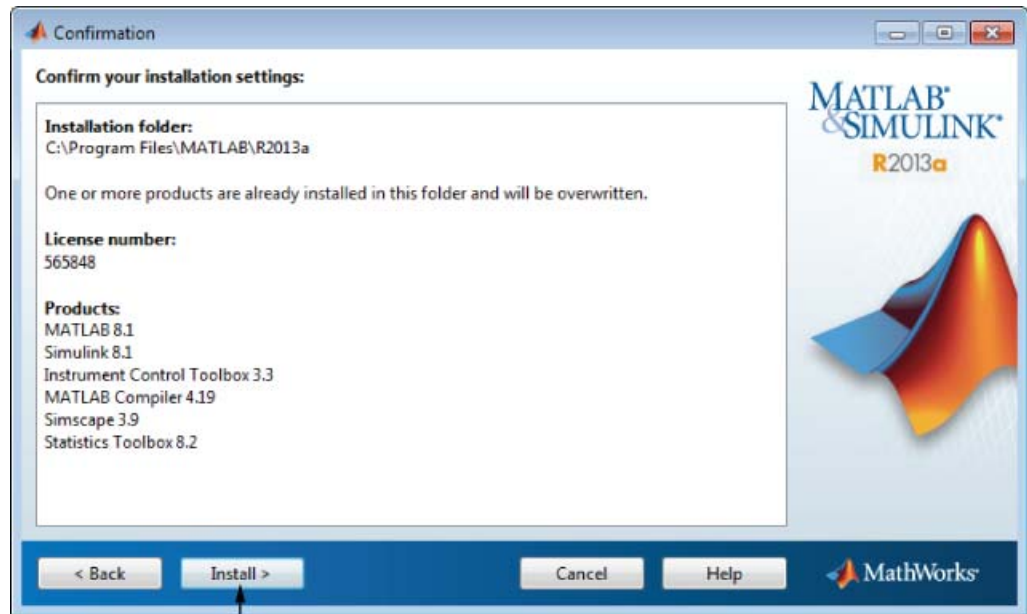 Confirmation
Confirm your installation settings:
Installation folder:
C:\Program Files\MATLAB\R2013a
One or more products are already installed in this folder and will be overwritten.
License number:
565848
Products:
MATLAB 8.1
Simulink 8.1
Instrument Control Toolbox 3.3
MATLAB Compiler 4.19
Simscape 3.9
Statistics Toolbox 8.2
MATLAB®
&SIMULINK®
R2013a
< Back
Install >
Cancel
Help
MathWorks®